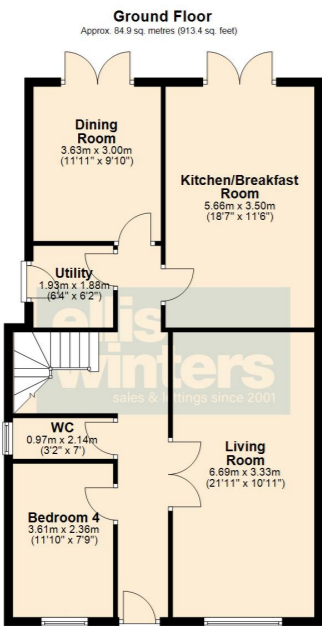 Ground Floor
Approx. 84.9 sq. metres (913.4 sq. feet)
Dining
Room
3.63m x 3.00m
(11'11" x 9'10")
Kitchen/Breakfast
Room
5.66m x 3.50m
(18'7" x 11'6")
Utility
1.93m x 1.88m
(6'4" x 6'2")
ellis
winters
sales & lettings since 2001
WC
0.97m x 2.14m
(3'2" x 7')
Living
Room
6.69m x 3.33m
(21'11" x 10'11")
Bedroom 4
3.61m x 2.36m
(11'10" x 7'9")